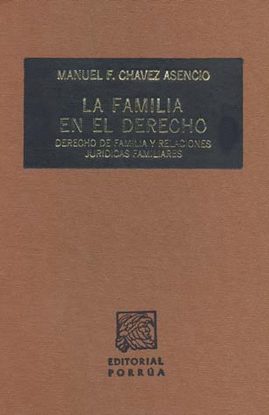 MANUEL F. CHAVEZ ASENCIO
LA FAMILIA
EN EL DERECHO
DERECHO DE FAMILIA Y RELACIONES
JURIDICAS FAMILIARES
EDITORIAL
PORRÚA